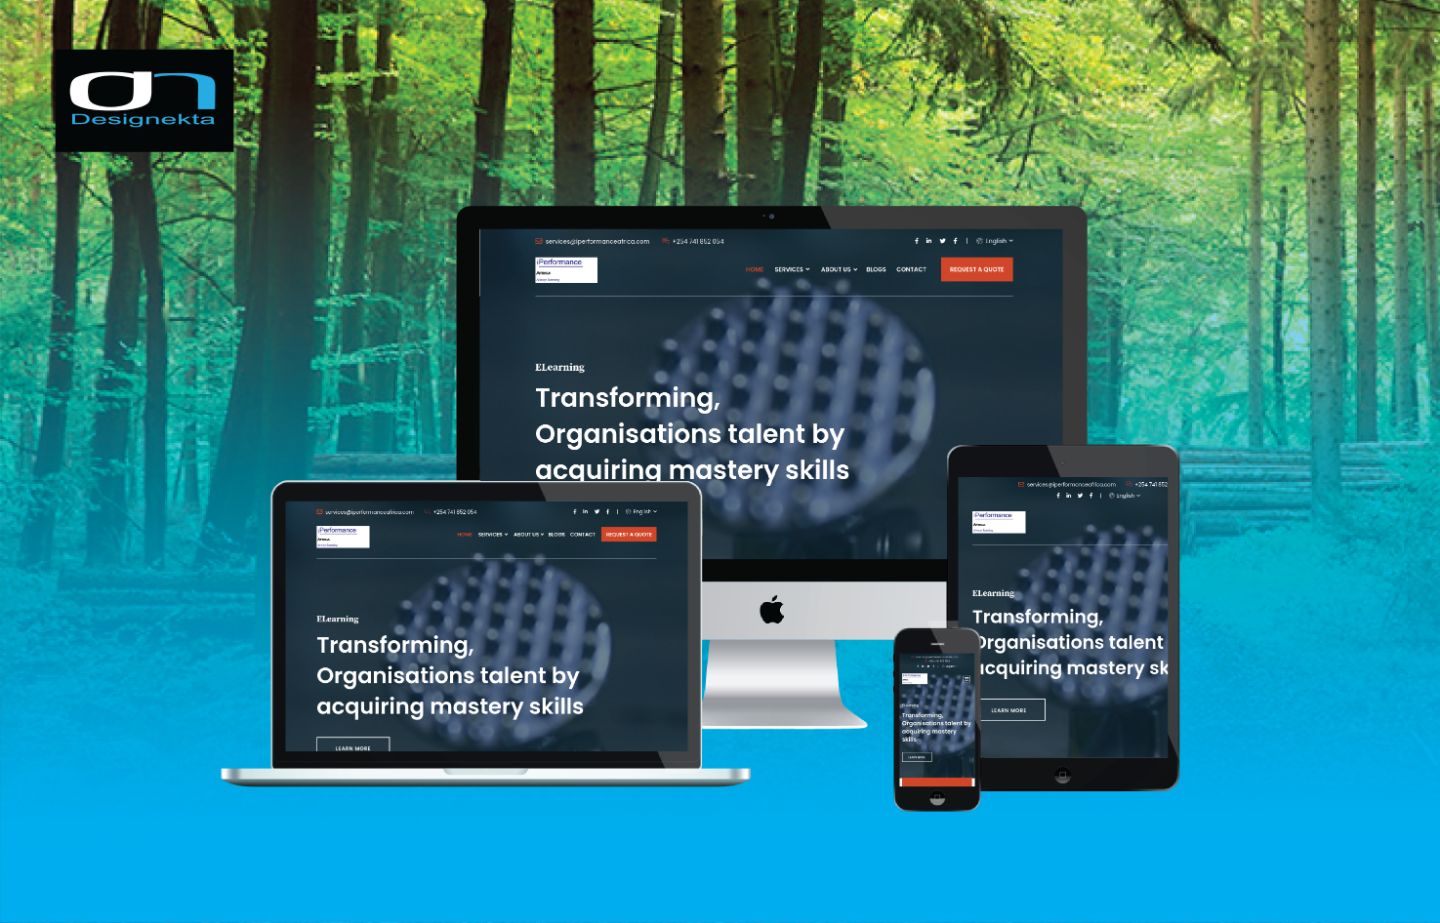 Designekta
services@iperformanceafrica.com +254 741 852 054
English
iPerformance
Africa
HOME SERVICES ABOUT US BLOGS CONTACT REQUEST A QUOTE
ELearning
Transforming,
Organisations talent by
acquiring mastery skills
services@iperformanceafrica.com +254 741 852 054
English
iPerformance
Africa
HOME SERVICES ABOUT US BLOGS CONTACT REQUEST A QUOTE
ELearning
Transforming,
Organisations talent by
acquiring mastery skills
LEARN MORE
services@iperformanceafrica.com +254 741 852
English
iPerformance
Africa
ELearning
Transforming,
Organisations talent
acquiring mastery sk
LEARN MORE
ELearning
Transforming,
Organisations talent by
acquiring mastery
skills
LEARN MORE